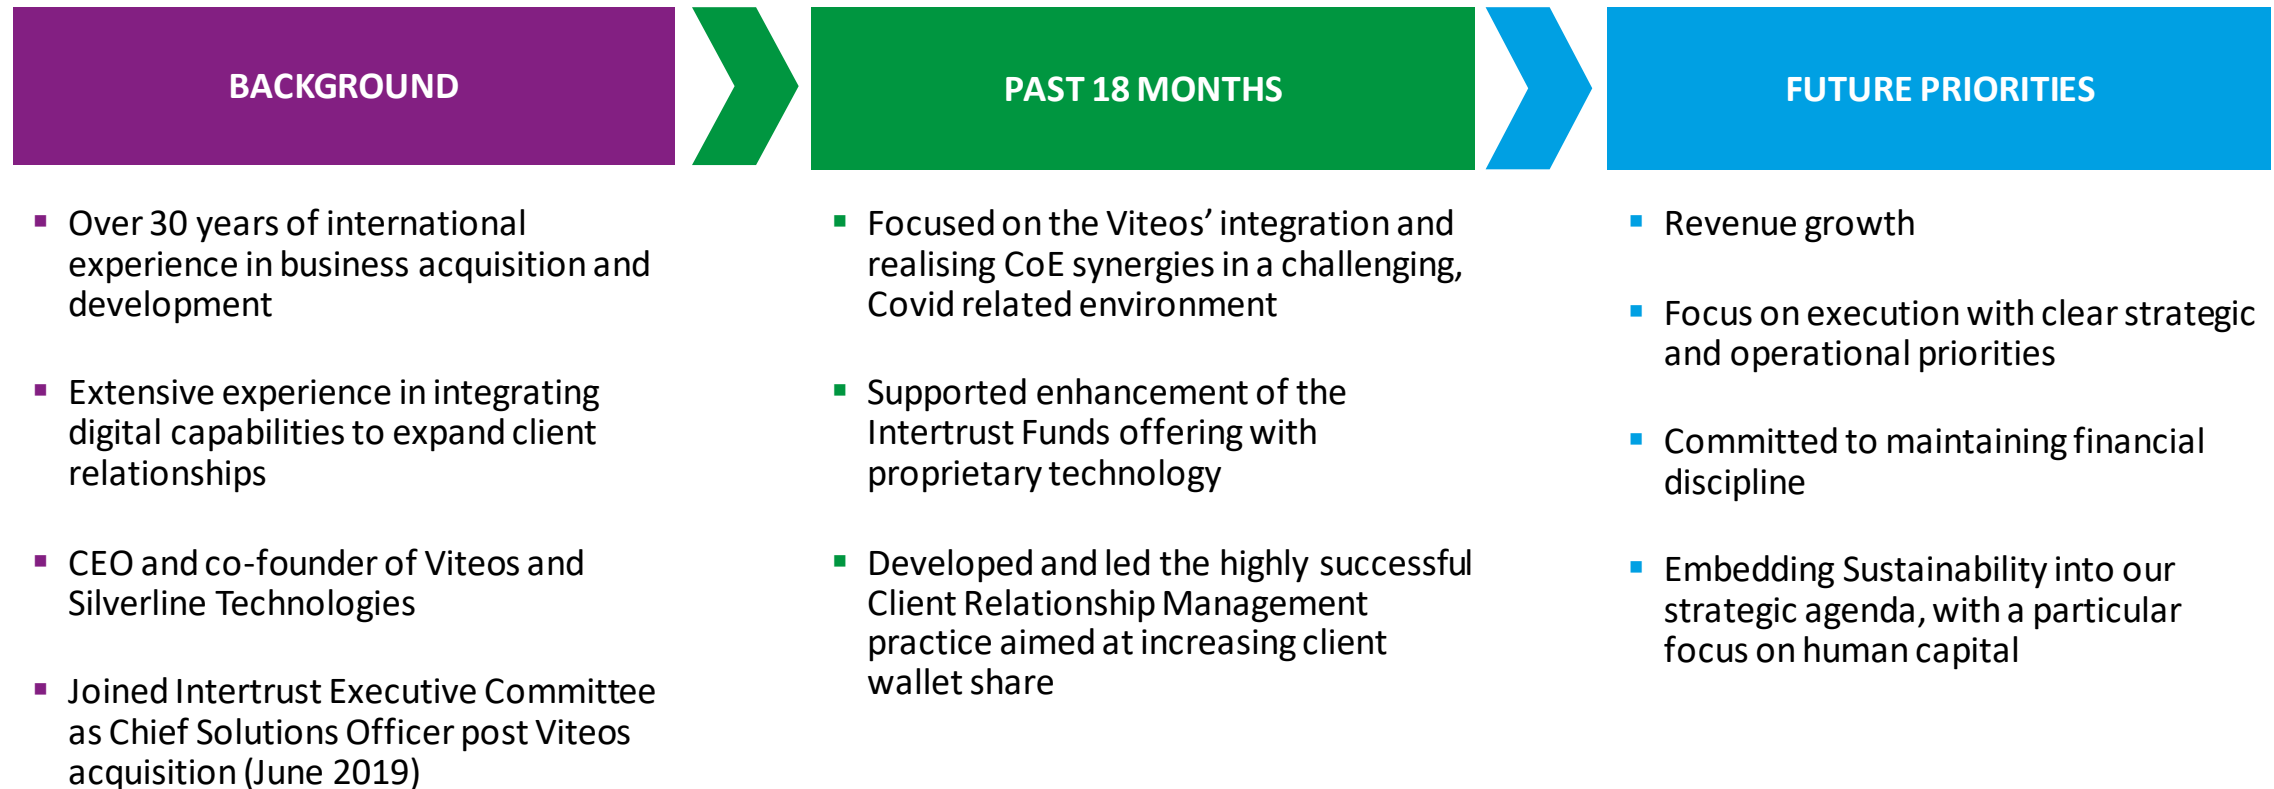 BACKGROUND
Over 30 years of international
experience in business acquisition and
development
Extensive experience in integrating
digital capabilities to expand client
relationships
CEO and co-founder of Viteos and
Silverline Technologies
Joined Intertrust Executive Committee
as Chief Solutions Officer post Viteos
acquisition (June 2019)
PAST 18 MONTHS
Focused on the Viteos’ integration and
realising CoE synergies in a challenging,
Covid related environment
Supported enhancement of the
Intertrust Funds offering with
proprietary technology
Developed and led the highly successful
Client Relationship Management
practice aimed at increasing client
wallet share
FUTURE PRIORITIES
Revenue growth
Focus on execution with clear strategic
and operational priorities
Committed to maintaining financial
discipline
Embedding Sustainability into our
strategic agenda, with a particular
focus on human capital